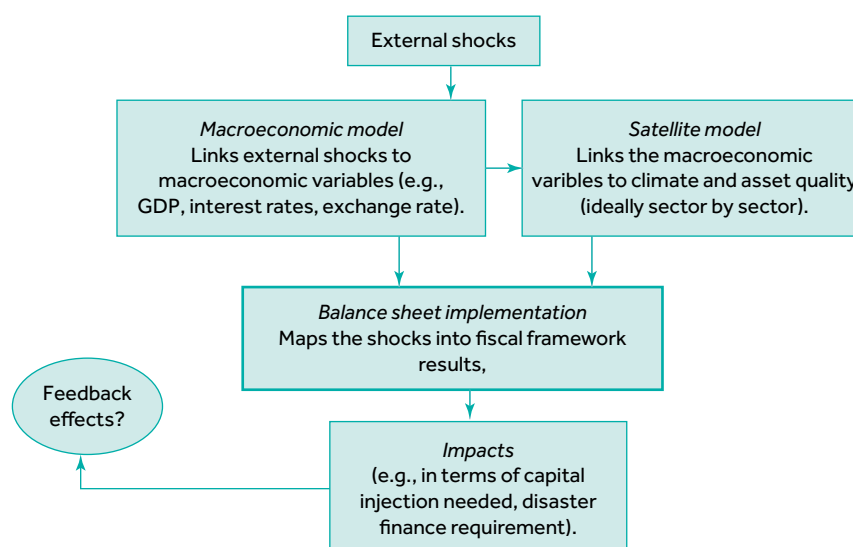 External shocks
Macroeconomic model
Links external shocks to
macroeconomic variables (e.g.,
GDP, interest rates, exchange rate).
Satellite model
Links the macroeconomic
varibles to climate and asset quality
(ideally sector by sector).
Balance sheet implementation
Maps the shocks into fiscal framework
results,
Feedback
effects?
Impacts
(e.g., in terms of capital
injection needed, disaster
finance requirement).